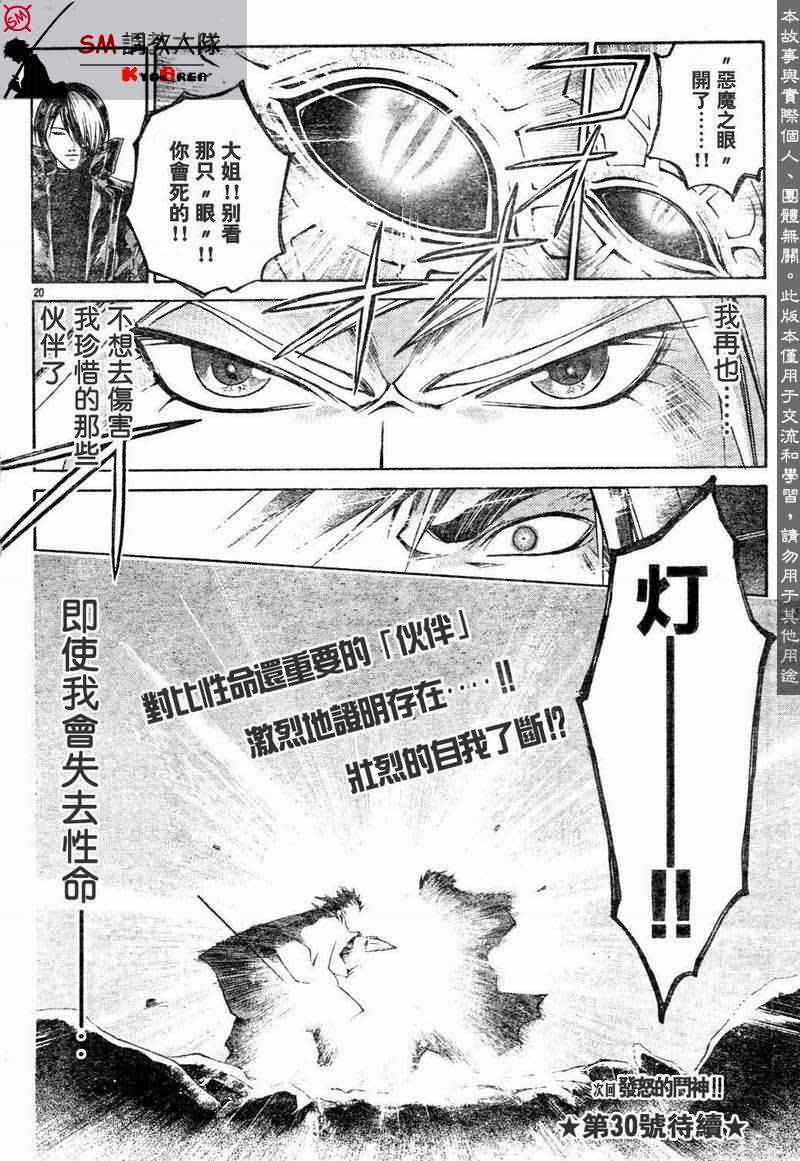 SM
SM 調教大隊
KYOAREA
本故事與實際個人、團體無關。此版本僅用于交流和學習，請勿用于其他用途
“惡魔之眼”
開了……!!
大姐!!别看
那只“眼”!!
你會死的!!
20
我再也……
不想去傷害
我珍惜的那些
伙伴了
灯——!!
對比性命還重要的「伙伴」
激烈地證明存在‥‥!!
壯烈的自我了斷!?
即使我會失去性命——‥
次回 發怒的鬥神!!
★第30號待續★